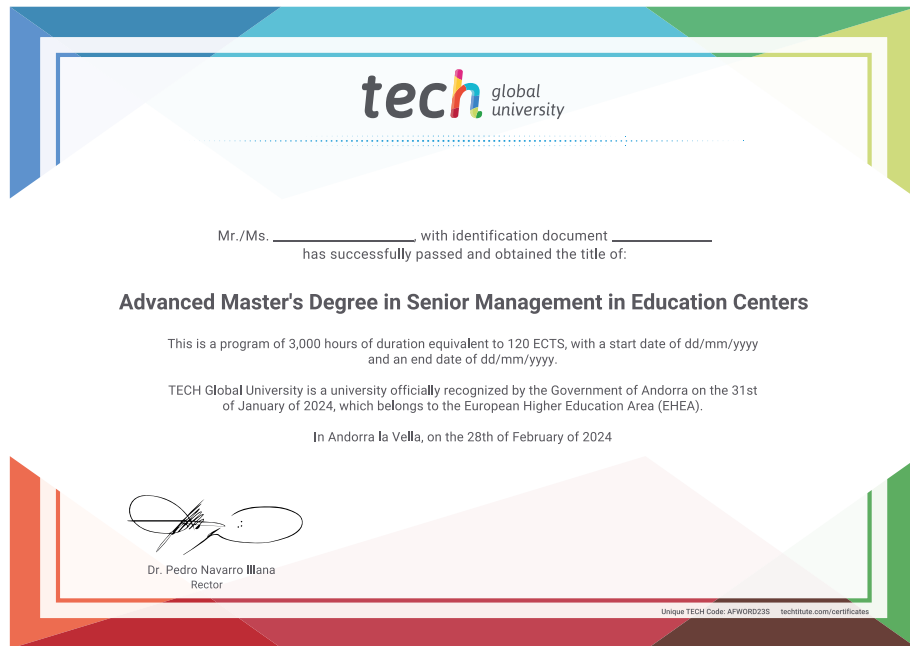 tech global
university
Mr./Ms. ____________, with identification document ____________
has successfully passed and obtained the title of:
Advanced Master's Degree in Senior Management in Education Centers
This is a program of 3,000 hours of duration equivalent to 120 ECTS, with a start date of dd/mm/yyyy
and an end date of dd/mm/yyyy.
TECH Global University is a university officially recognized by the Government of Andorra on the 31st
of January of 2024, which belongs to the European Higher Education Area (EHEA).
In Andorra la Vella, on the 28th of February of 2024
Dr. Pedro Navarro Illana
Rector
Unique TECH Code: AFWORD23S techtitute.com/certificates